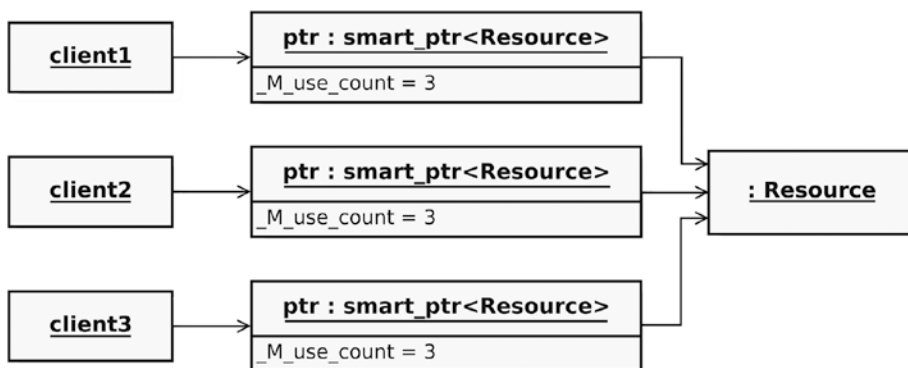 client1
ptr : smart_ptr<Resource>
_M_use_count = 3
client2
ptr : smart_ptr<Resource>
_M_use_count = 3
: Resource
client3
ptr : smart_ptr<Resource>
_M_use_count = 3